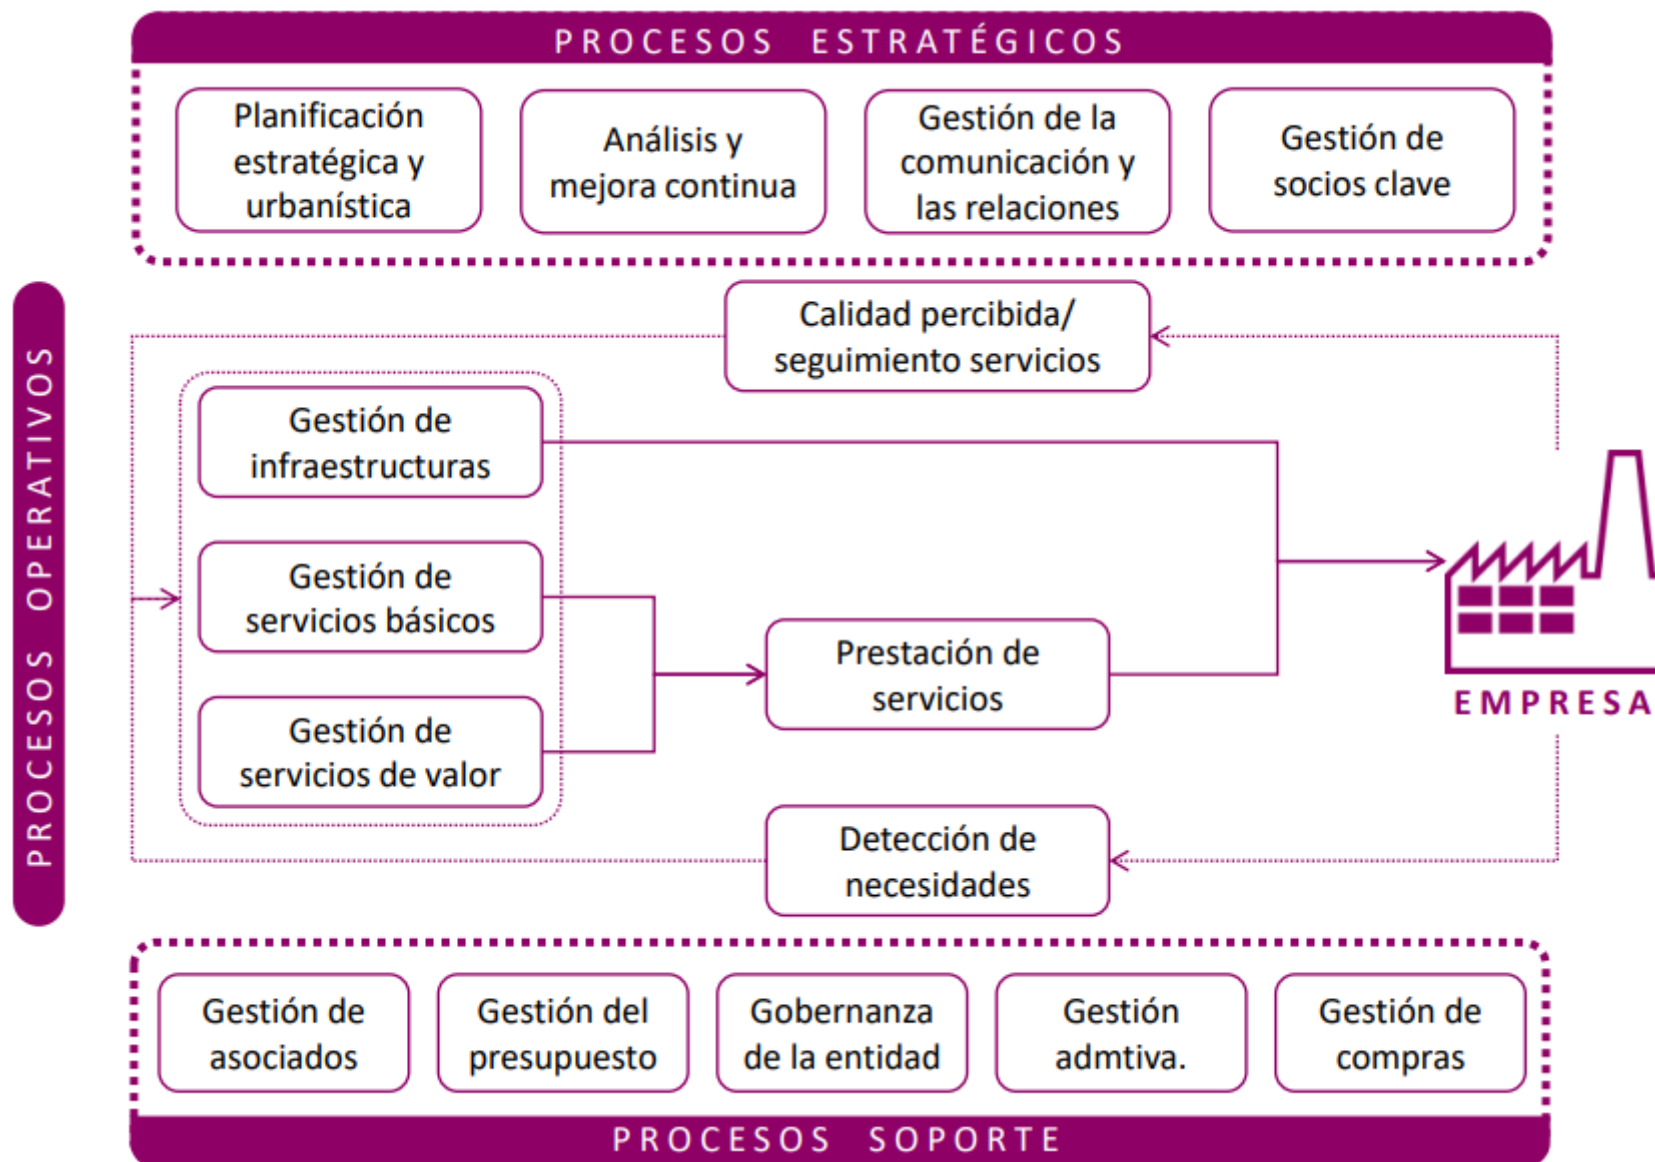 PROCESOS ESTRATÉGICOS
Planificación
estratégica y
urbanística
Análisis y
mejora continua
Gestión de la
comunicación y
las relaciones
Gestión de
socios clave
PROCESOS OPERATIVOS
Calidad percibida/
seguimiento servicios
Gestión de
infraestructuras
Gestión de
servicios básicos
Gestión de
servicios de valor
Prestación de
servicios
EMPRESA
Detección de
necesidades
Gestión de
asociados
Gestión del
presupuesto
Gobernanza
de la entidad
Gestión
admtiva.
Gestión de
compras
PROCESOS SOPORTE